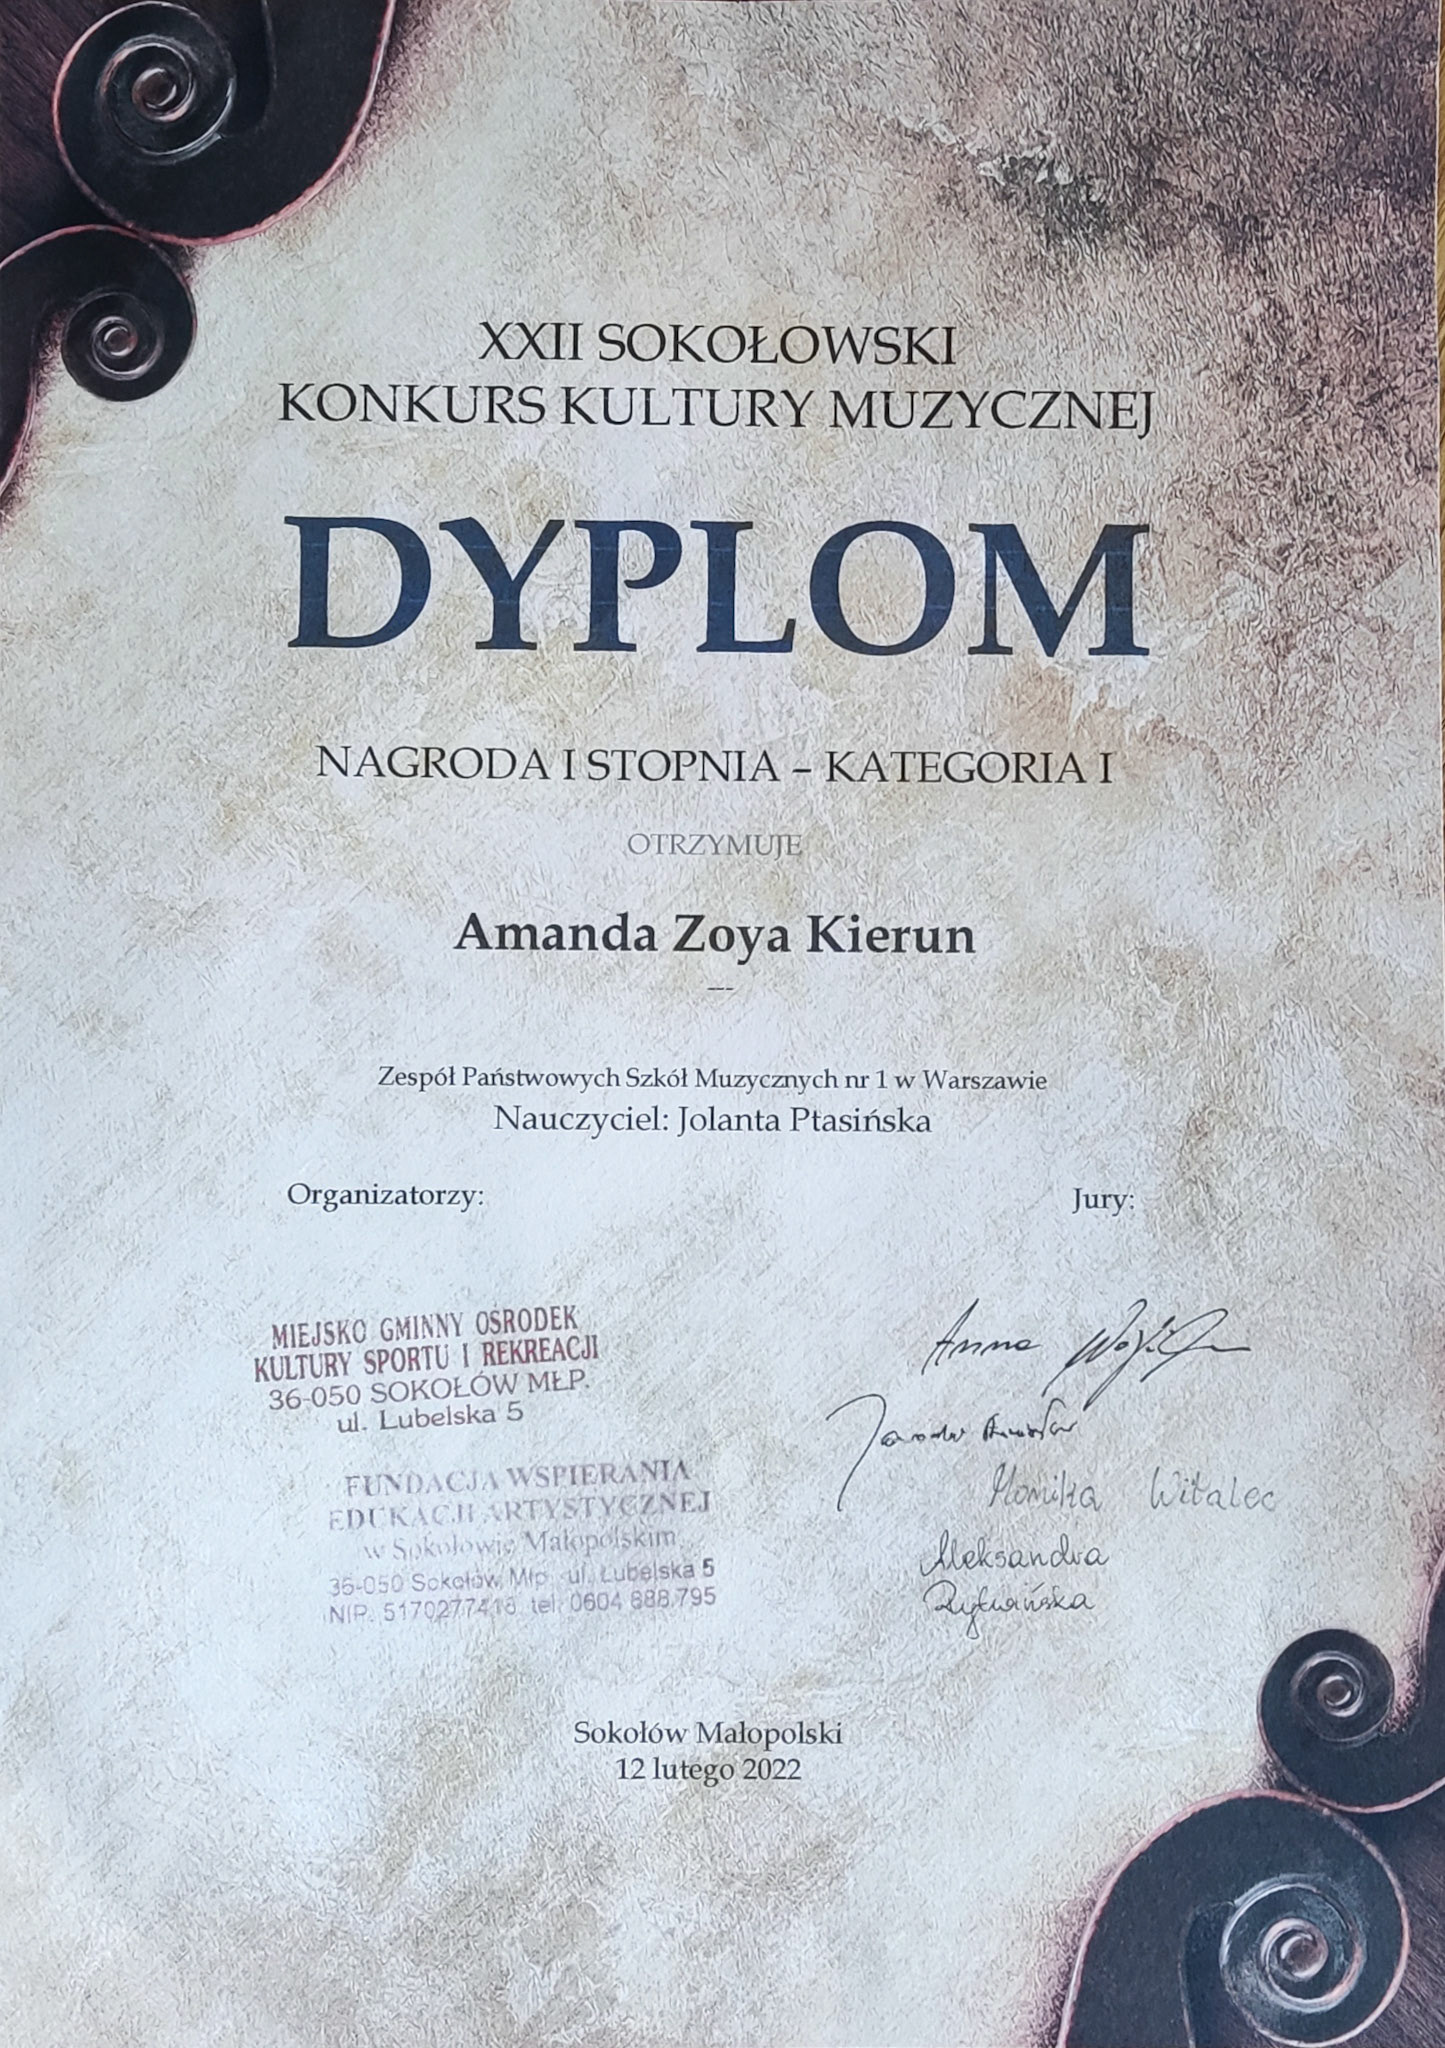 XXII SOKOŁOWSKI
KONKURS KULTURY MUZYCZNEJ
DYPLOM
NAGRODA I STOPNIA – KATEGORIA I
OTRZYMUJE
Amanda Zoya Kierun
---
Zespół Państwowych Szkół Muzycznych nr 1 w Warszawie
Nauczyciel: Jolanta Ptasińska
Organizatorzy:
Jury:
MIEJSKO GMINNY OŚRODEK
KULTURY SPORTU I REKREACJI
36-050 SOKOŁÓW MŁP.
ul. Lubelska 5
FUNDACJA WSPIERANIA
EDUKACJI ARTYSTYCZNEJ
w Sokołowie Małopolskim
36-050 Sokołów Młp. ul. Lubelska 5
NIP. 5170277418 tel. 0604 888 795
Anna
Monika Witalec
Aleksandra
Sokołów Małopolski
12 lutego 2022